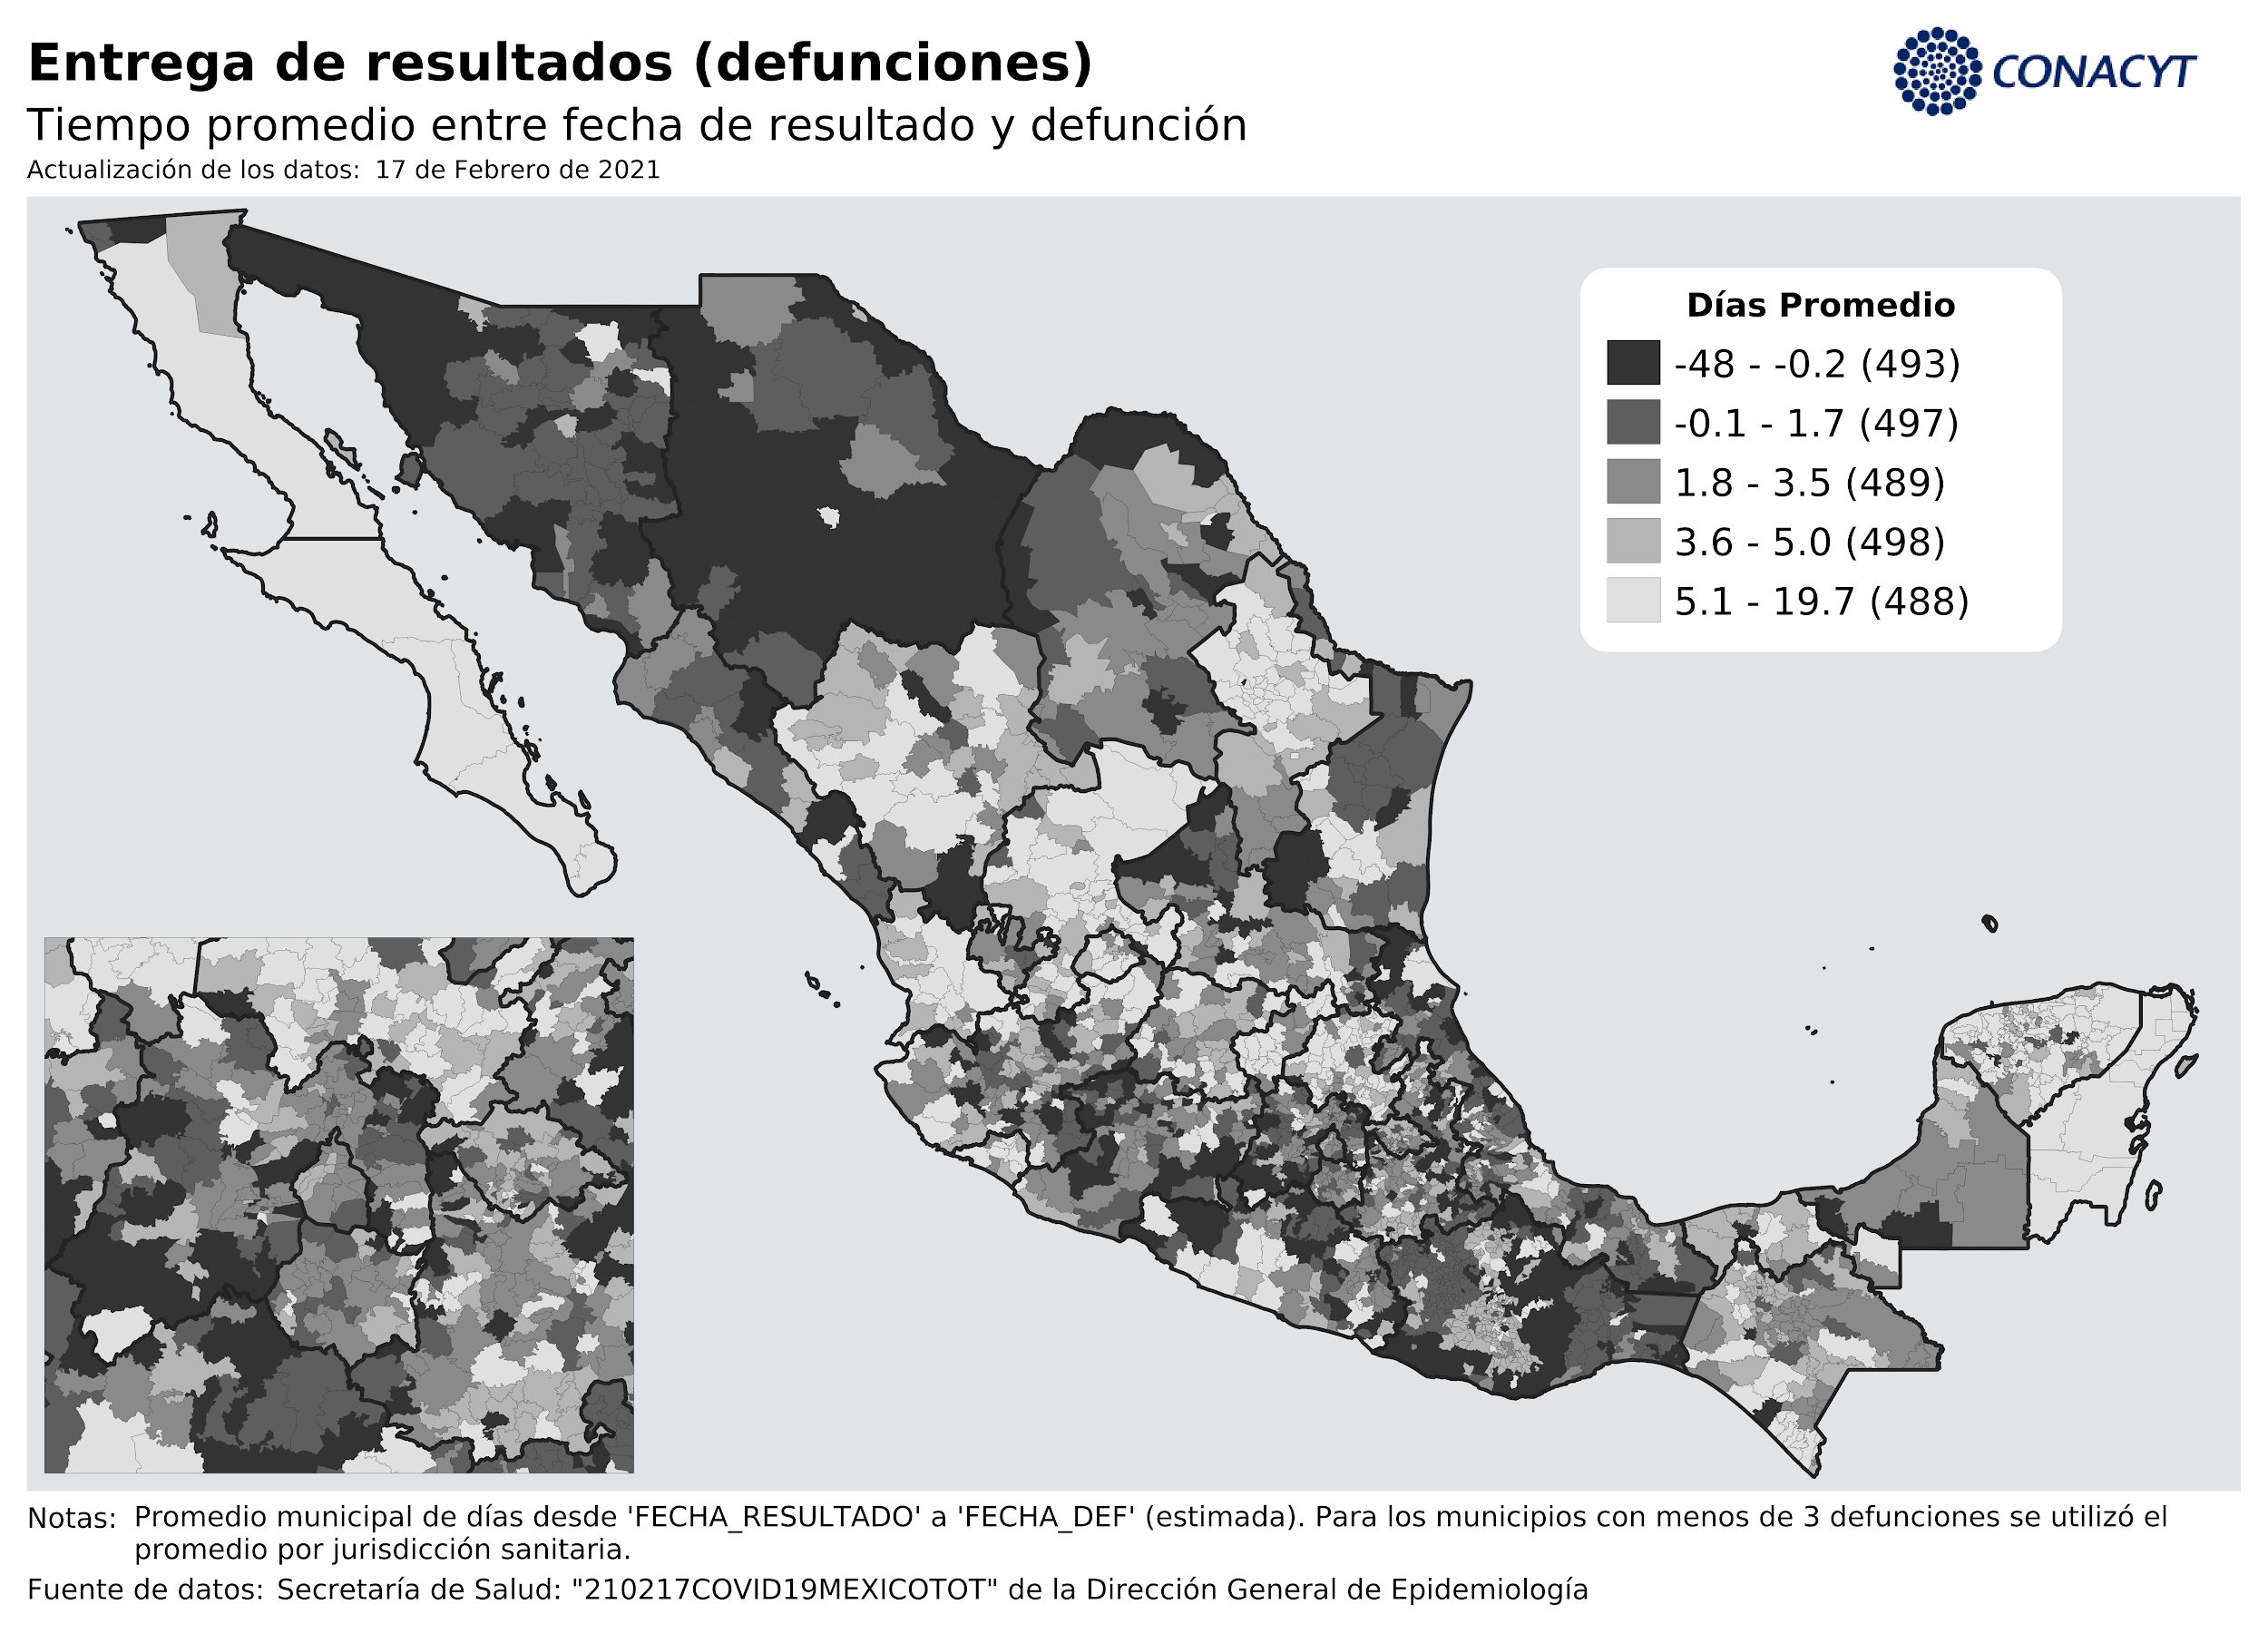 Entrega de resultados (defunciones)
Tiempo promedio entre fecha de resultado y defunción
Actualización de los datos: 17 de Febrero de 2021
CONACYT
Días Promedio
-48 - -0.2 (493)
-0.1 - 1.7 (497)
1.8 - 3.5 (489)
3.6 - 5.0 (498)
5.1 - 19.7 (488)
Notas: Promedio municipal de días desde 'FECHA_RESULTADO' a 'FECHA_DEF' (estimada). Para los municipios con menos de 3 defunciones se utilizó el
promedio por jurisdicción sanitaria.
Fuente de datos: Secretaría de Salud: "210217COVID19MEXICOTOT" de la Dirección General de Epidemiología